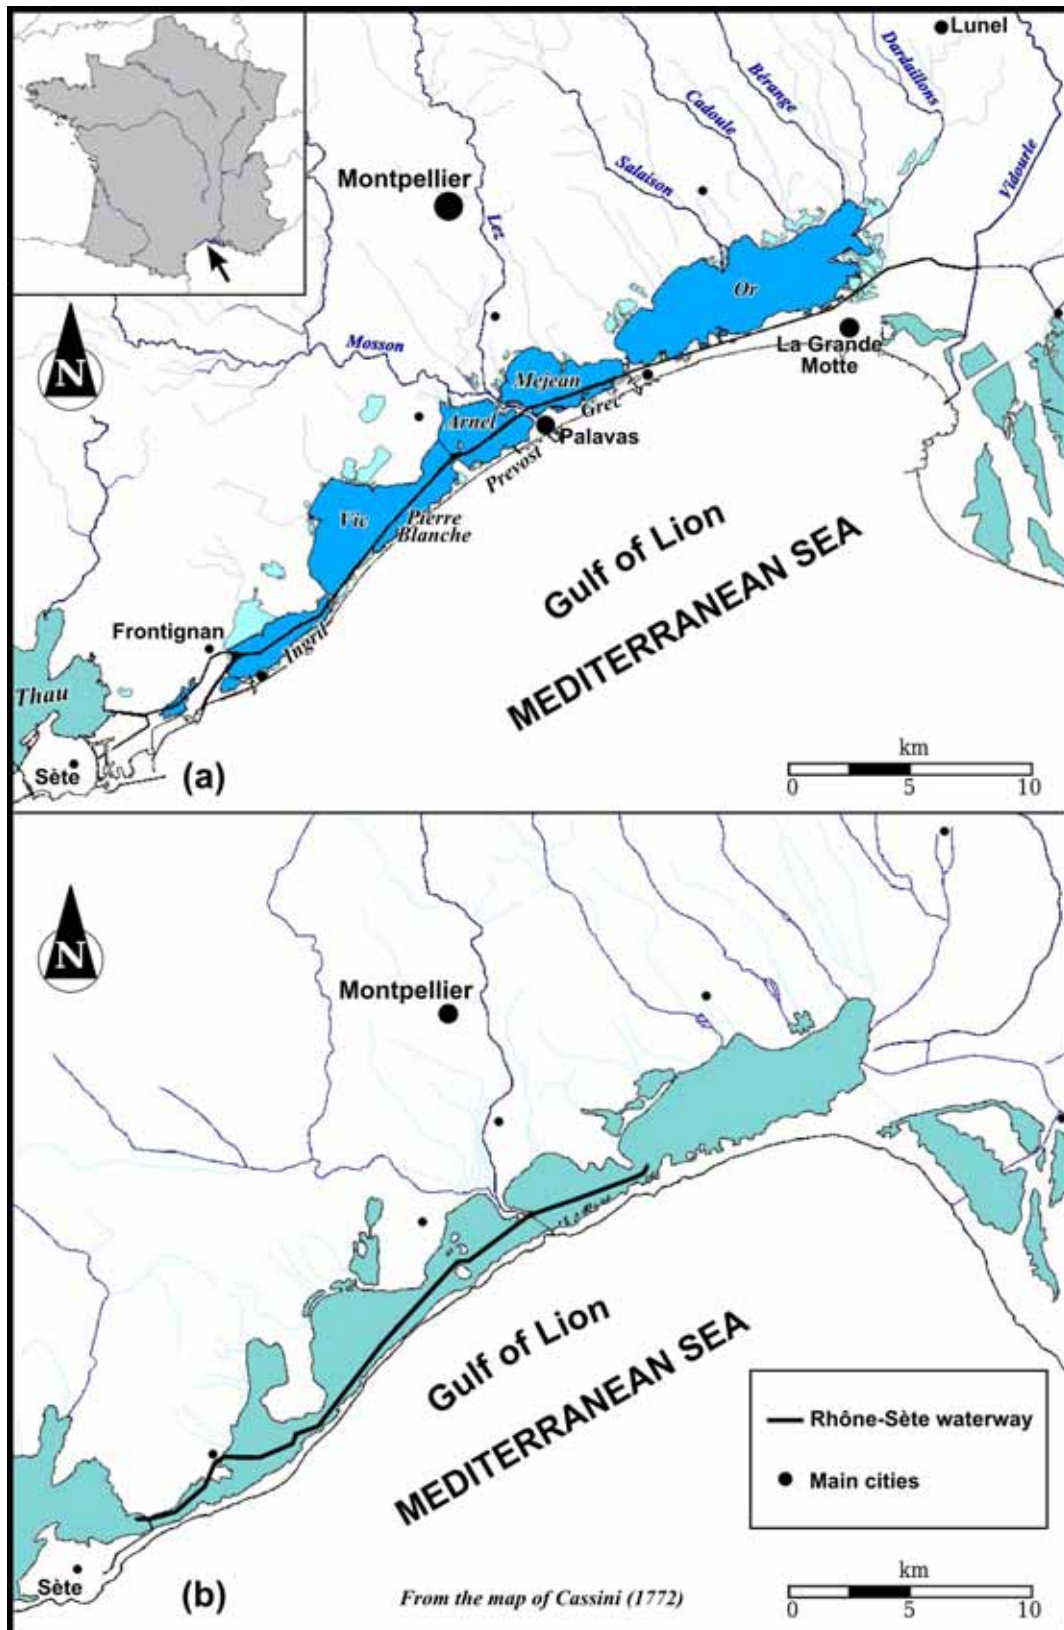 Lunel
Dardaillons
Bérange
Cadoule
Salaison
Vidourle
Montpellier
Lez
Or
N
Mosson
La Grande
Motte
Mejean
Grec
Arnel
Palavas
Prevost
Vic
Pierre
Blanche
Gulf of Lion
MEDITERRANEAN SEA
Frontignan
Ingril
Thau
Sète
(a)
km
0 5 10
N
Montpellier
Gulf of Lion
MEDITERRANEAN SEA
Rhône-Sète waterway
Main cities
Sète
(b)
From the map of Cassini (1772)
km
0 5 10